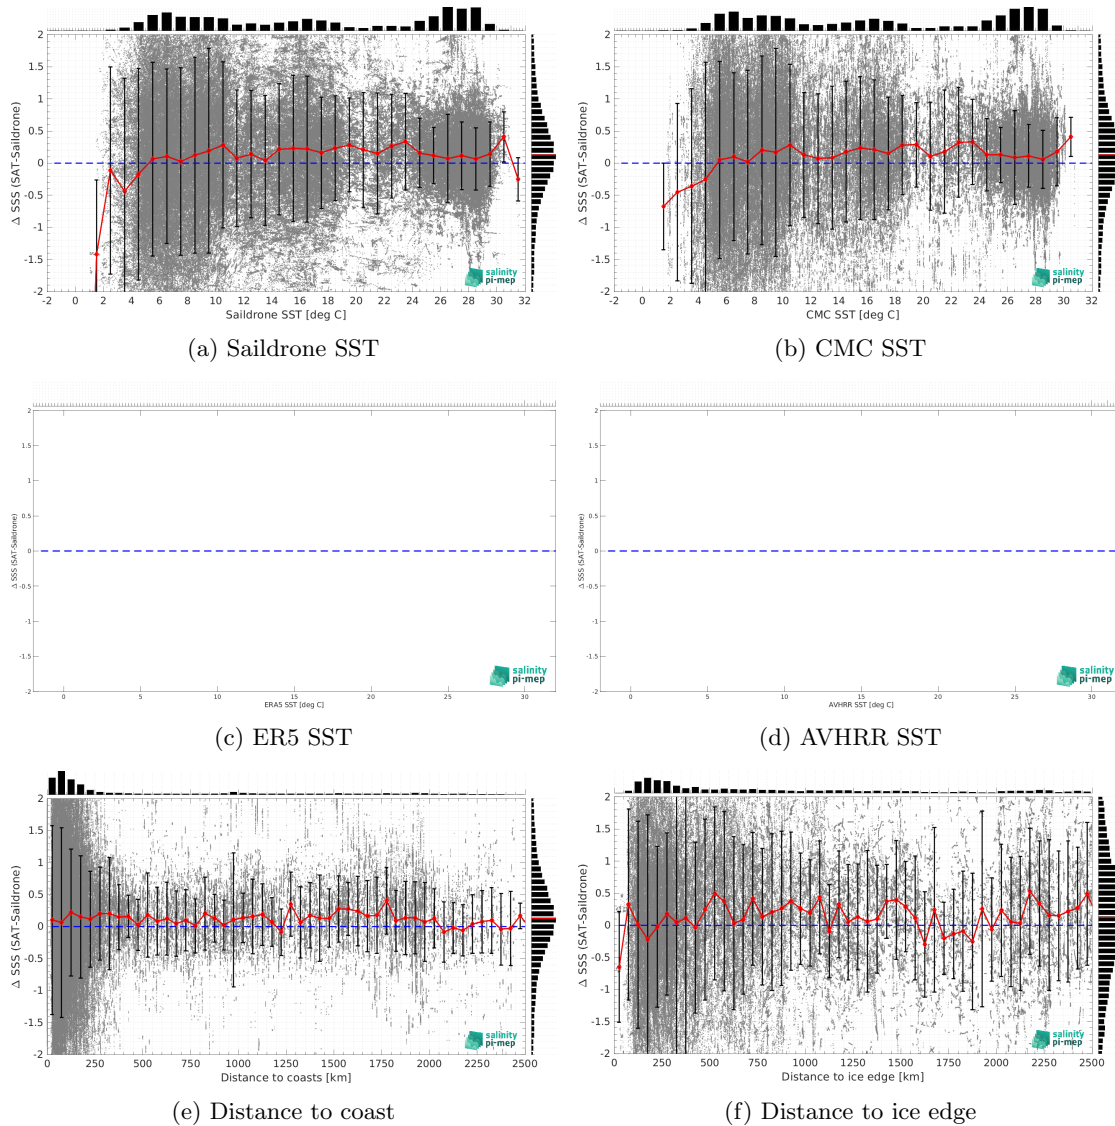 2
1.5
1
0.5
0
-0.5
-1
-1.5
-2
Δ SSS (SAT-Saildrone)
-2 0 2 4 6 8 10 12 14 16 18 20 22 24 26 28 30 32
Saildrone SST [deg C]
salinity
pi-mep
(a) Saildrone SST
2
1.5
1
0.5
0
-0.5
-1
-1.5
-2
Δ SSS (SAT-Saildrone)
-2 0 2 4 6 8 10 12 14 16 18 20 22 24 26 28 30 32
CMC SST [deg C]
salinity
pi-mep
(b) CMC SST
2
1.5
1
0.5
0
-0.5
-1
-1.5
-2
Δ SSS (SAT-Saildrone)
0 5 10 15 20 25 30
ERA5 SST [deg C]
salinity
pi-mep
(c) ER5 SST
2
1.5
1
0.5
0
-0.5
-1
-1.5
-2
Δ SSS (SAT-Saildrone)
0 5 10 15 20 25 30
AVHRR SST [deg C]
salinity
pi-mep
(d) AVHRR SST
2
1.5
1
0.5
0
-0.5
-1
-1.5
-2
Δ SSS (SAT-Saildrone)
0 250 500 750 1000 1250 1500 1750 2000 2250 2500
Distance to coasts [km]
salinity
pi-mep
(e) Distance to coast
2
1.5
1
0.5
0
-0.5
-1
-1.5
-2
Δ SSS (SAT-Saildrone)
0 250 500 750 1000 1250 1500 1750 2000 2250 2500
Distance to ice edge [km]
salinity
pi-mep
(f) Distance to ice edge